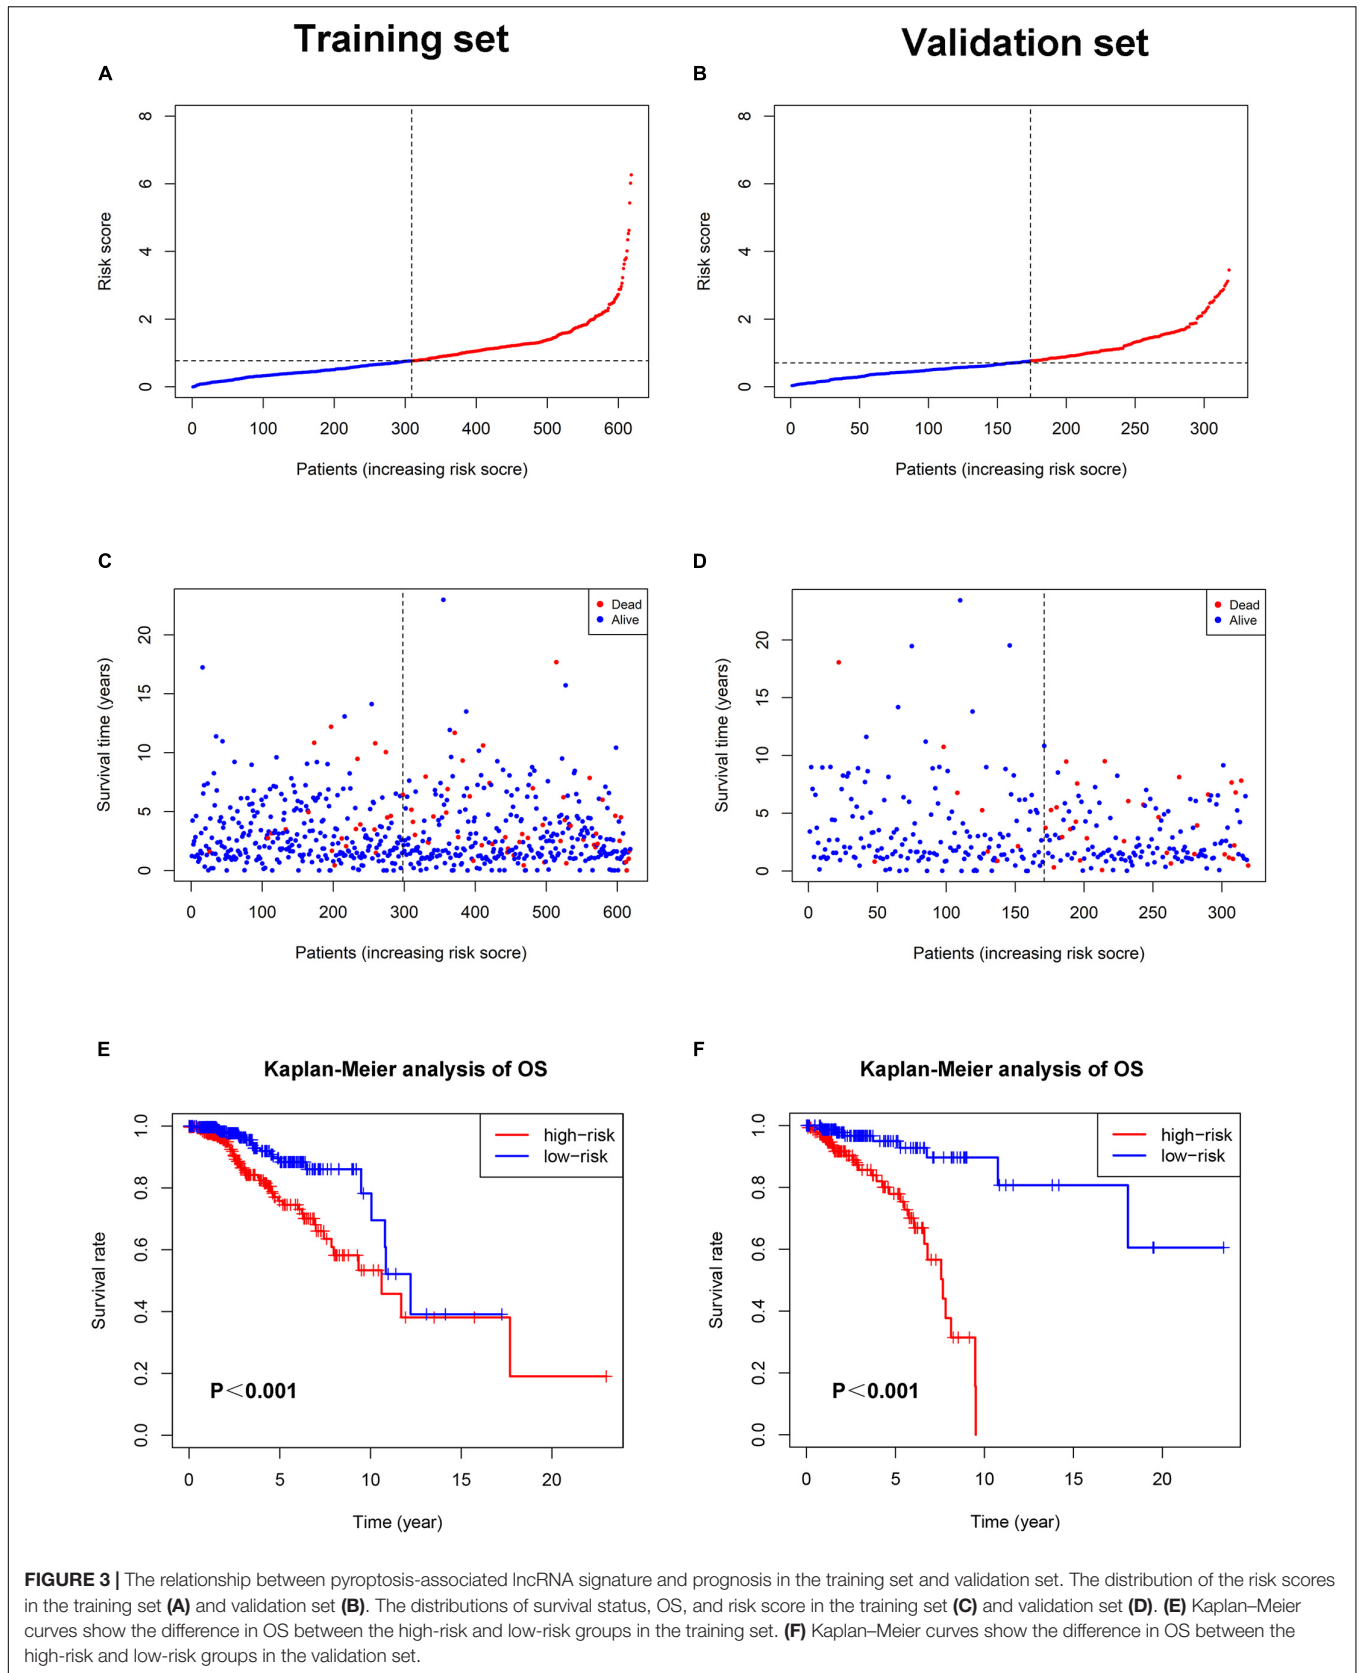 Training set
Validation set
A
B
8
6
4
2
0
Risk score
0 100 200 300 400 500 600
Patients (increasing risk socre)
8
6
4
2
0
Risk score
0 50 100 150 200 250 300
Patients (increasing risk socre)
C
D
Dead
Alive
20
15
10
5
0
Survival time (years)
0 100 200 300 400 500 600
Patients (increasing risk socre)
Dead
Alive
20
15
10
5
0
Survival time (years)
0 50 100 150 200 250 300
Patients (increasing risk socre)
E
F
Kaplan-Meier analysis of OS
high-risk
low-risk
1.0
0.8
0.6
0.4
0.2
0.0
Survival rate
P<0.001
0 5 10 15 20
Time (year)
Kaplan-Meier analysis of OS
high-risk
low-risk
1.0
0.8
0.6
0.4
0.2
0.0
Survival rate
P<0.001
0 5 10 15 20
Time (year)
FIGURE 3 | The relationship between pyroptosis-associated lncRNA signature and prognosis in the training set and validation set. The distribution of the risk scores
in the training set (A) and validation set (B). The distributions of survival status, OS, and risk score in the training set (C) and validation set (D). (E) Kaplan–Meier
curves show the difference in OS between the high-risk and low-risk groups in the training set. (F) Kaplan–Meier curves show the difference in OS between the
high-risk and low-risk groups in the validation set.